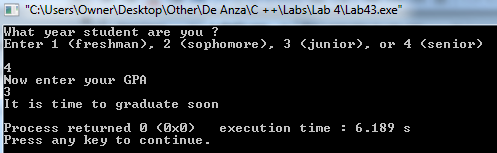 "C:\Users\Owner\Desktop\Other\De Anza\C ++\Labs\Lab 4\Lab43.exe"
What year student are you ?
Enter 1 (freshman), 2 (sophomore), 3 (junior), or 4 (senior)
4
Now enter your GPA
3
It is time to graduate soon
Process returned 0 (0x0)   execution time : 6.189 s
Press any key to continue.